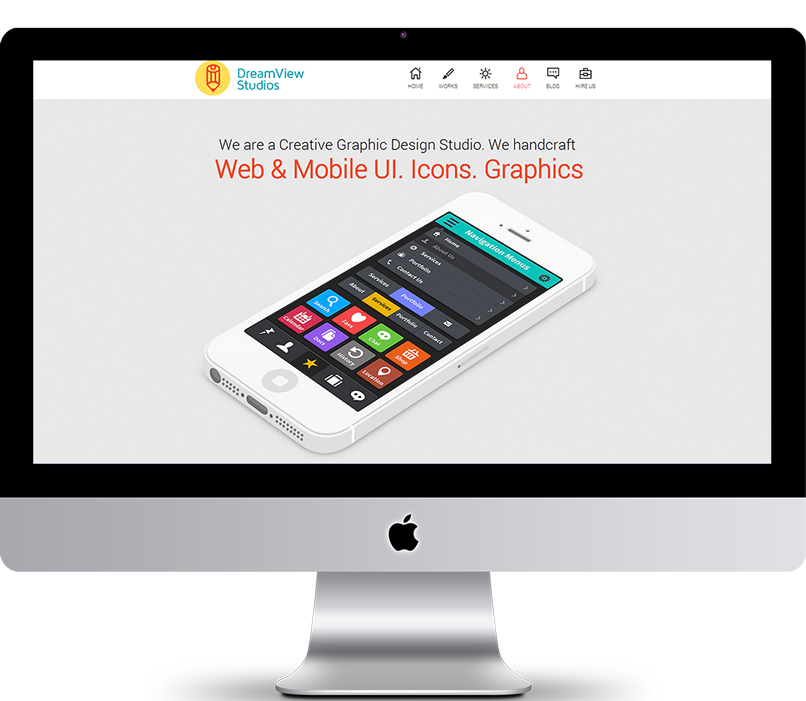 DreamView
Studios
HOME WORKS SERVICES ABOUT BLOG HIRE US
We are a Creative Graphic Design Studio. We handcraft
Web & Mobile UI. Icons. Graphics
Navigation Menus
Home
About Us
Services
Portfolio
Contact Us
Services Portfolio
About Services Portfolio Contact
Search Favs Chat Shop
Calendar Docs History Location